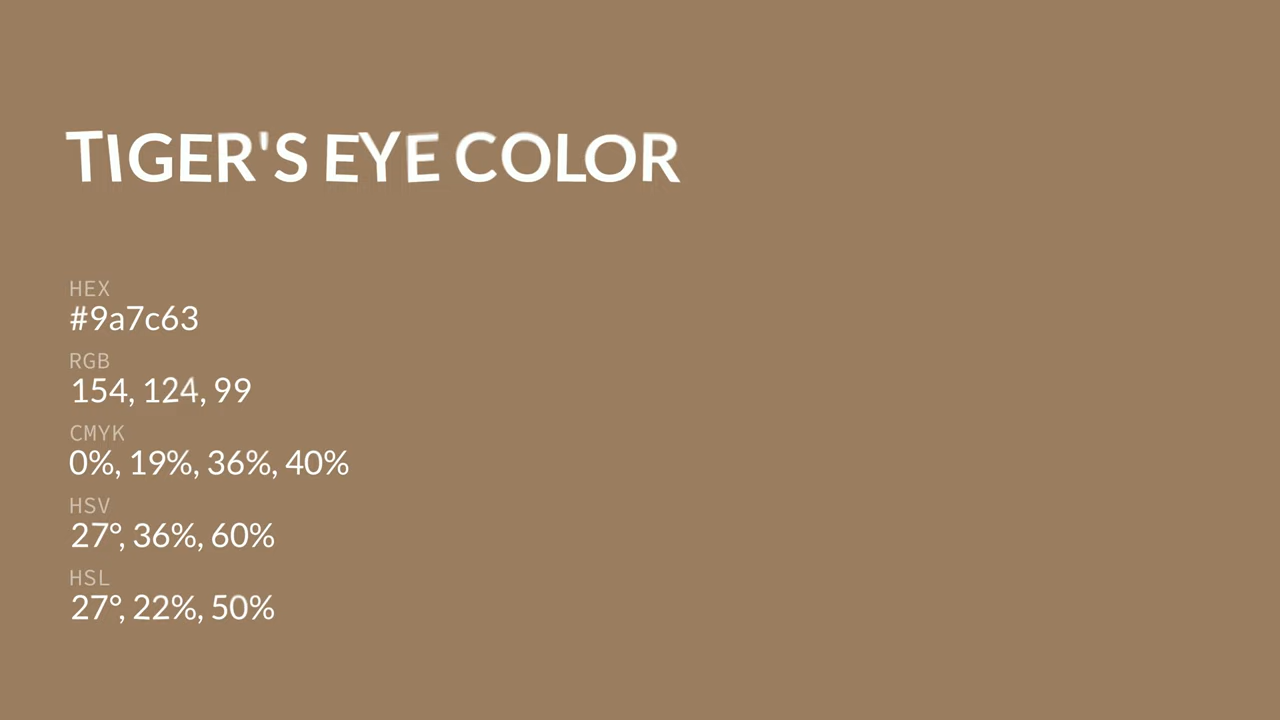 TIGER'S EYE COLOR
HEX
#9a7c63
RGB
154, 124, 99
CMYK
0%, 19%, 36%, 40%
HSV
27°, 36%, 60%
HSL
27°, 22%, 50%